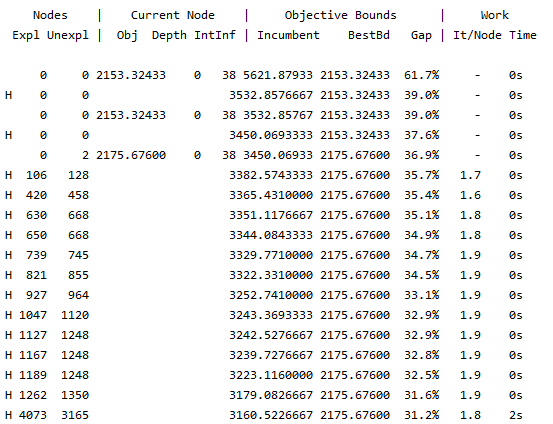 Nodes    |    Current Node    |     Objective Bounds      |     Work
 Expl Unexpl |  Obj  Depth IntInf | Incumbent    BestBd   Gap | It/Node Time

     0     0 2153.32433    0   38 5621.87933 2153.32433  61.7%     -    0s
H    0     0                    3532.8576667 2153.32433  39.0%     -    0s
     0     0 2153.32433    0   38 3532.85767 2153.32433  39.0%     -    0s
H    0     0                    3450.0693333 2153.32433  37.6%     -    0s
     0     2 2175.67600    0   38 3450.06933 2175.67600  36.9%     -    0s
H  106   128                    3382.5743333 2175.67600  35.7%   1.7    0s
H  420   458                    3365.4310000 2175.67600  35.4%   1.6    0s
H  630   668                    3351.1176667 2175.67600  35.1%   1.8    0s
H  650   668                    3344.0843333 2175.67600  34.9%   1.8    0s
H  739   745                    3329.7710000 2175.67600  34.7%   1.9    0s
H  821   855                    3322.3310000 2175.67600  34.5%   1.9    0s
H  927   964                    3252.7410000 2175.67600  33.1%   1.9    0s
H 1047  1120                    3243.3693333 2175.67600  32.9%   1.9    0s
H 1127  1248                    3242.5276667 2175.67600  32.9%   1.9    0s
H 1167  1248                    3239.7276667 2175.67600  32.8%   1.9    0s
H 1189  1248                    3223.1160000 2175.67600  32.5%   1.9    0s
H 1262  1350                    3179.0826667 2175.67600  31.6%   1.9    0s
H 4073  3165                    3160.5226667 2175.67600  31.2%   1.8    2s